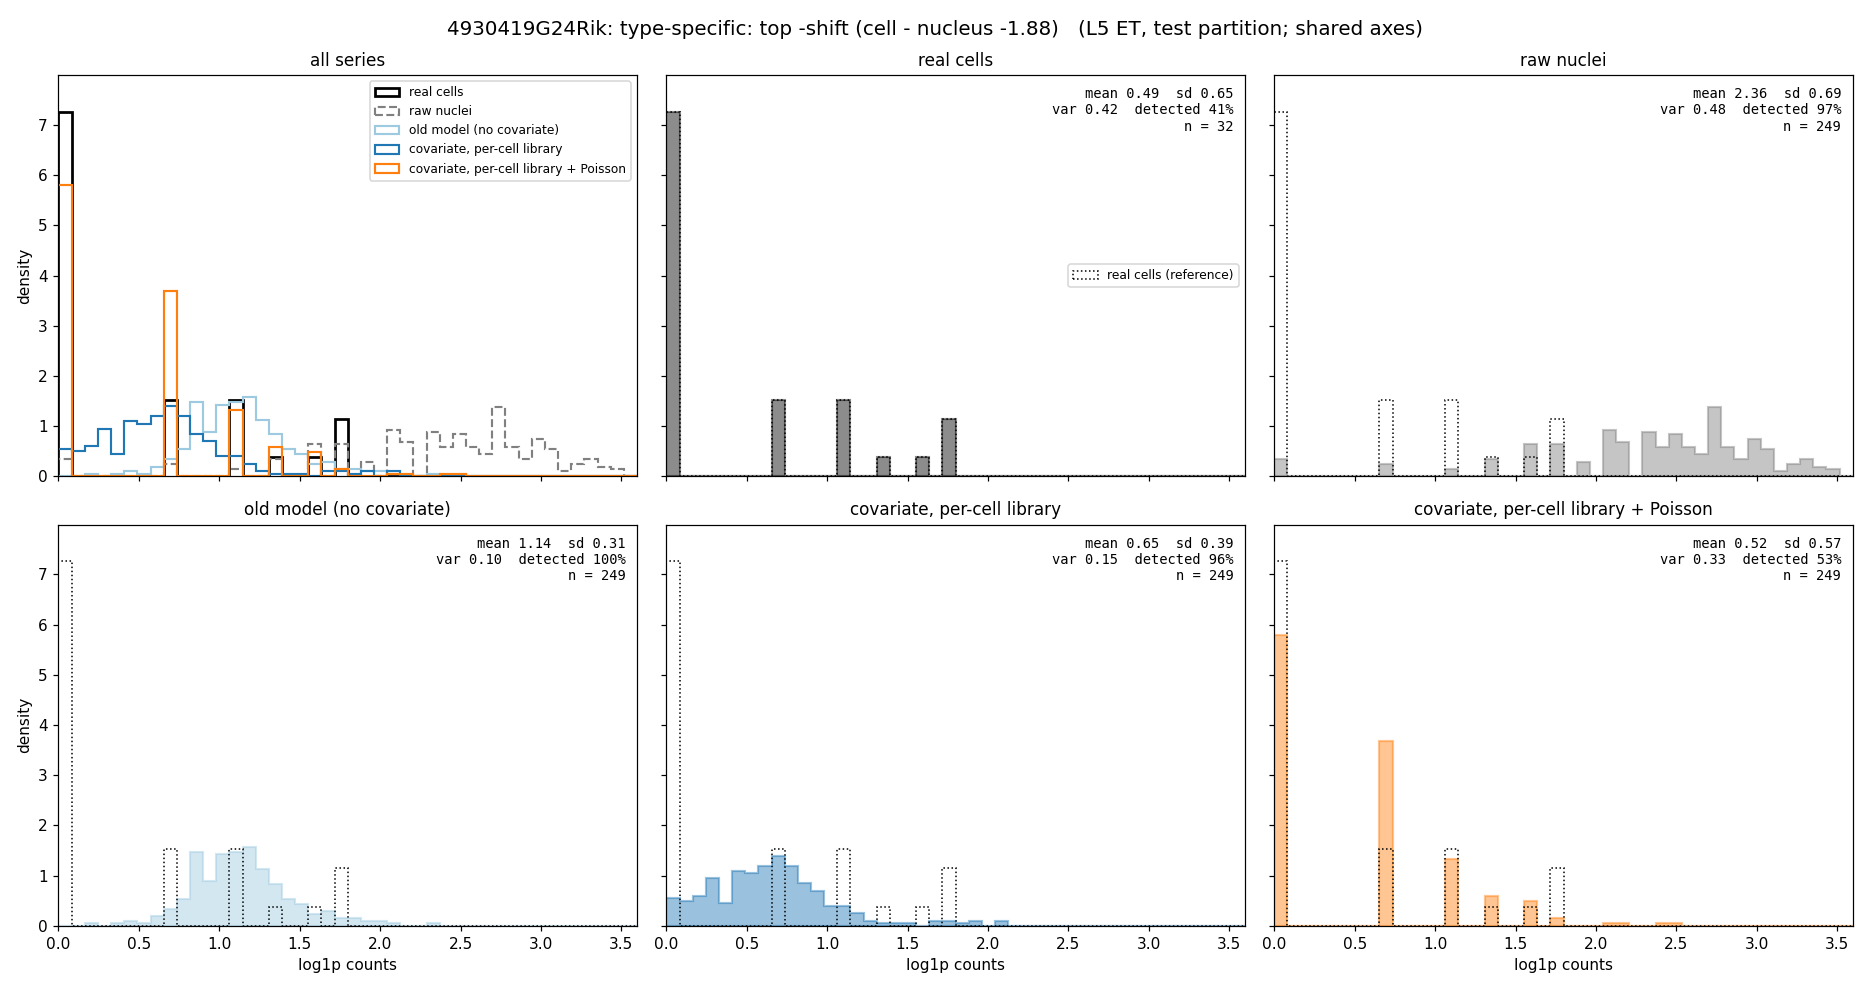 4930419G24Rik: type-specific: top -shift (cell - nucleus -1.88)   (L5 ET, test partition; shared axes)
all series
real cells
raw nuclei
old model (no covariate)
covariate, per-cell library
covariate, per-cell library + Poisson
7
6
5
4
3
2
1
0
density
real cells
mean 0.49  sd 0.65
var 0.42  detected 41%
n = 32
real cells (reference)
raw nuclei
mean 2.36  sd 0.69
var 0.48  detected 97%
n = 249
old model (no covariate)
mean 1.14  sd 0.31
var 0.10  detected 100%
n = 249
7
6
5
4
3
2
1
0
density
0.0 0.5 1.0 1.5 2.0 2.5 3.0 3.5
log1p counts
covariate, per-cell library
mean 0.65  sd 0.39
var 0.15  detected 96%
n = 249
0.0 0.5 1.0 1.5 2.0 2.5 3.0 3.5
log1p counts
covariate, per-cell library + Poisson
mean 0.52  sd 0.57
var 0.33  detected 53%
n = 249
0.0 0.5 1.0 1.5 2.0 2.5 3.0 3.5
log1p counts